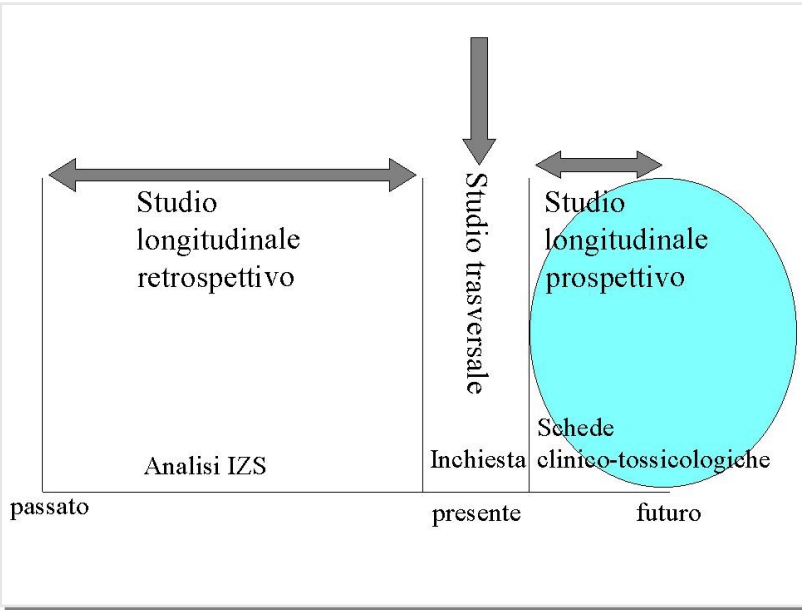 Studio
longitudinale
retrospettivo
Studio trasversale
Studio
longitudinale
prospettivo
Analisi IZS
Inchiesta
Schede
clinico-tossicologiche
passato
presente
futuro